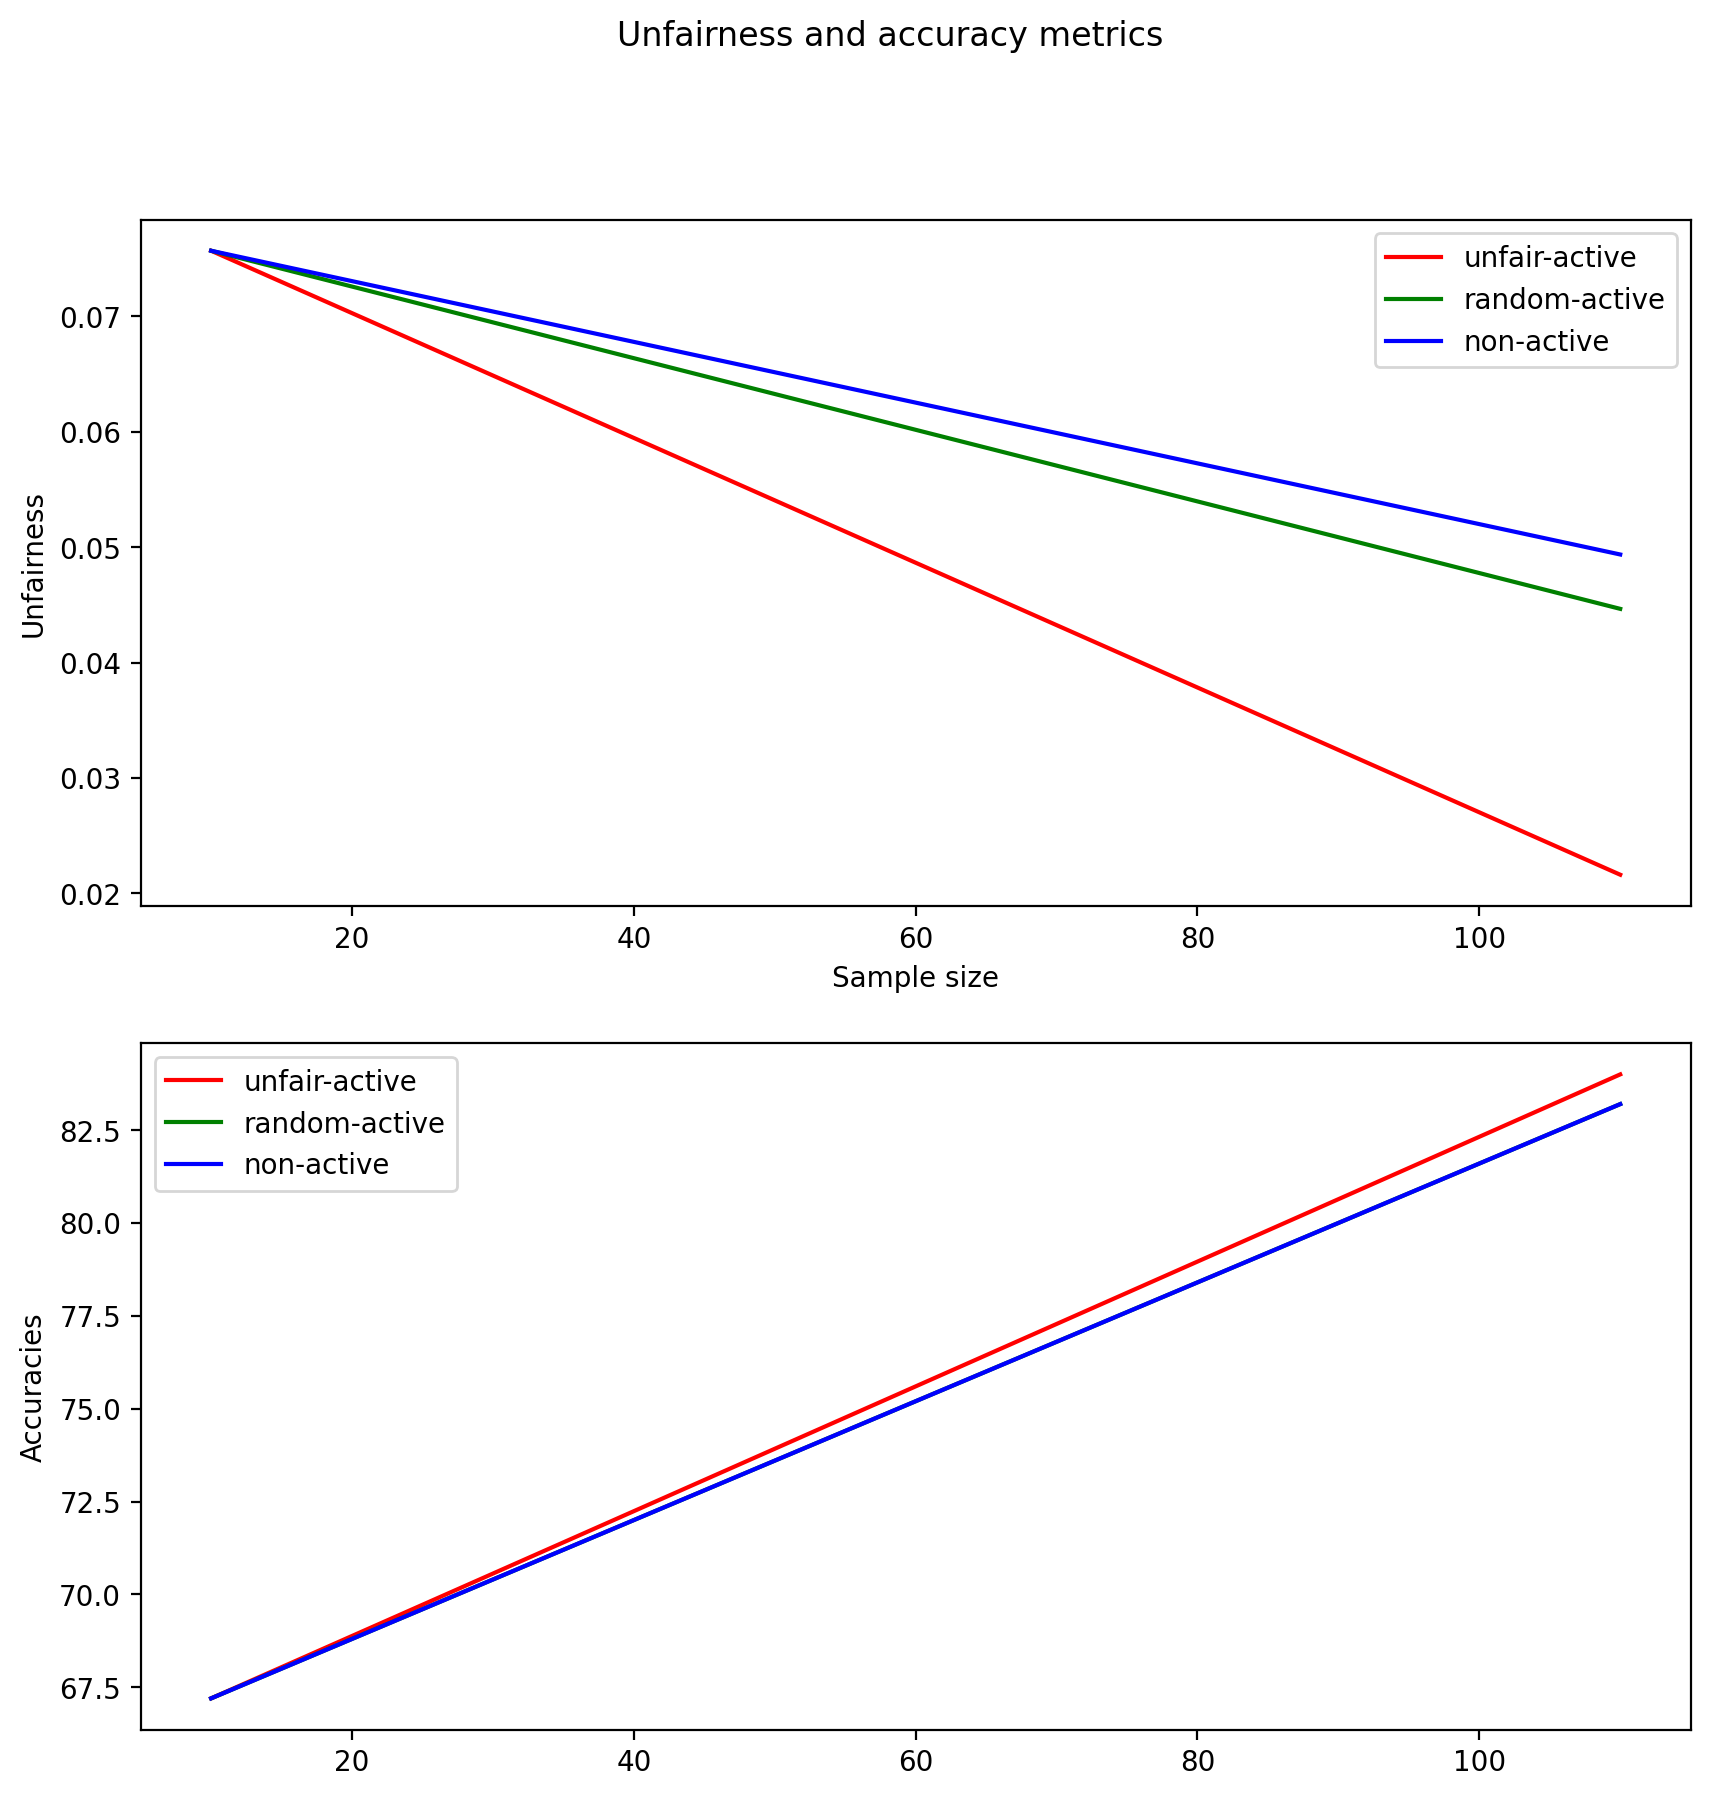 Unfairness and accuracy metrics
unfair-active
random-active
non-active
Unfairness
0.07
0.06
0.05
0.04
0.03
0.02
20 40 60 80 100
Sample size
unfair-active
random-active
non-active
Accuracies
82.5
80.0
77.5
75.0
72.5
70.0
67.5
20 40 60 80 100